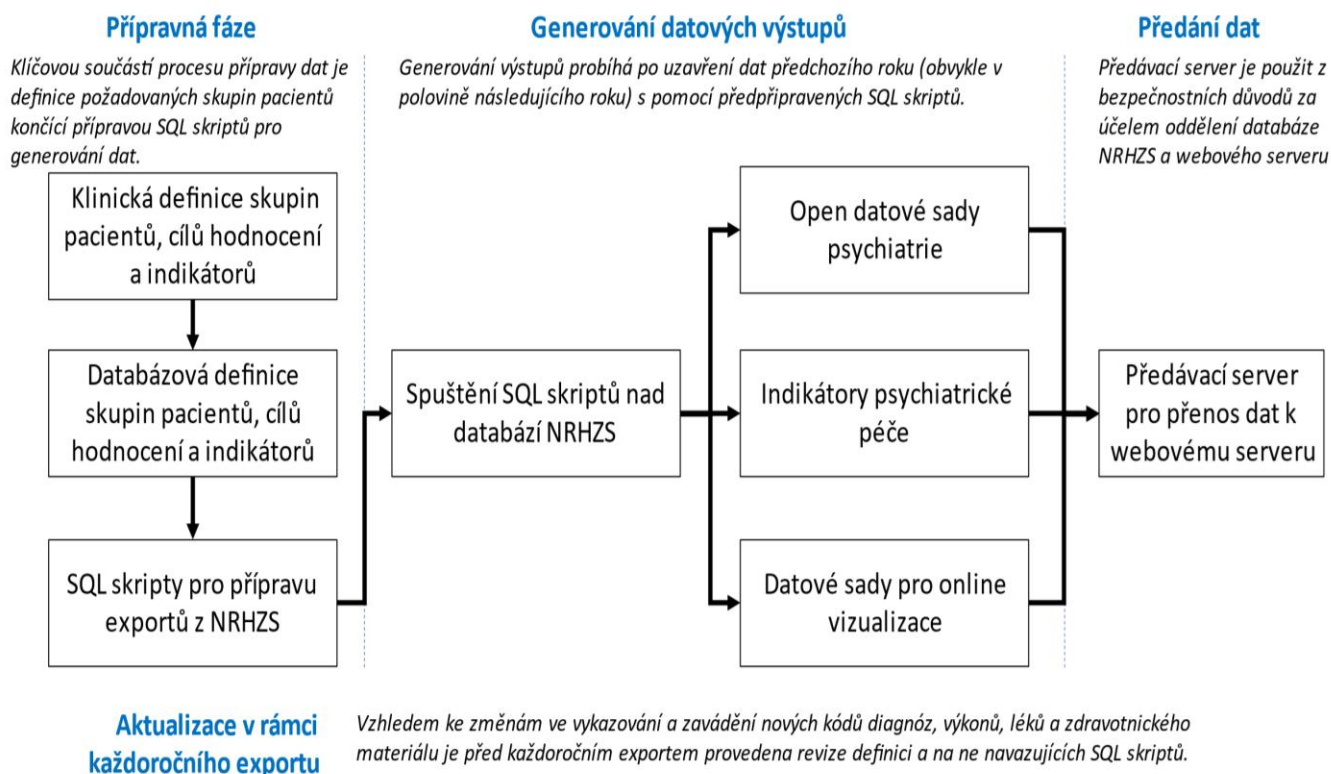 Přípravná fáze
Klíčovou součástí procesu přípravy dat je
definice požadovaných skupin pacientů
končící přípravou SQL skriptů pro
generování dat.
Klinická definice skupin
pacientů, cílů hodnocení
a indikátorů
Databázová definice
skupin pacientů, cílů
hodnocení a indikátorů
SQL skripty pro přípravu
exportů z NRHZS
Generování datových výstupů
Generování výstupů probíhá po uzavření dat předchozího roku (obvykle v
polovině následujícího roku) s pomocí předpřipravených SQL skriptů.
Spuštění SQL skriptů nad
databází NRHZS
Open datové sady
psychiatrie
Indikátory psychiatrické
péče
Datové sady pro online
vizualizace
Předání dat
Předávací server je použit z
bezpečnostních důvodů za
účelem oddělení databáze
NRHZS a webového serveru
Předávací server
pro přenos dat k
webovému serveru
Aktualizace v rámci
každoročního exportu
Vzhledem ke změnám ve vykazování a zavádění nových kódů diagnóz, výkonů, léků a zdravotnického
materiálu je před každoročním exportem provedena revize definici a na ne navazujících SQL skriptů.